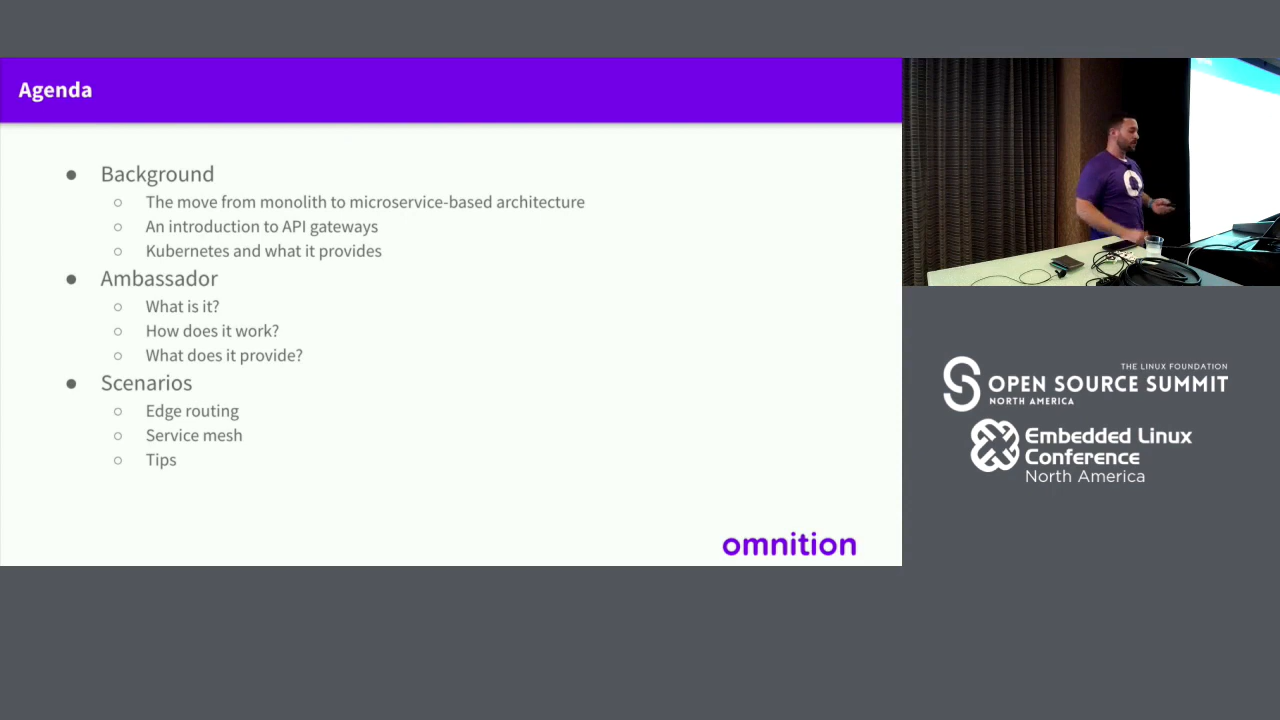 Agenda
● Background
○ The move from monolith to microservice-based architecture
○ An introduction to API gateways
○ Kubernetes and what it provides
● Ambassador
○ What is it?
○ How does it work?
○ What does it provide?
● Scenarios
○ Edge routing
○ Service mesh
○ Tips
omnition
THE LINUX FOUNDATION
OPEN SOURCE SUMMIT
NORTH AMERICA
Embedded Linux
Conference
North America